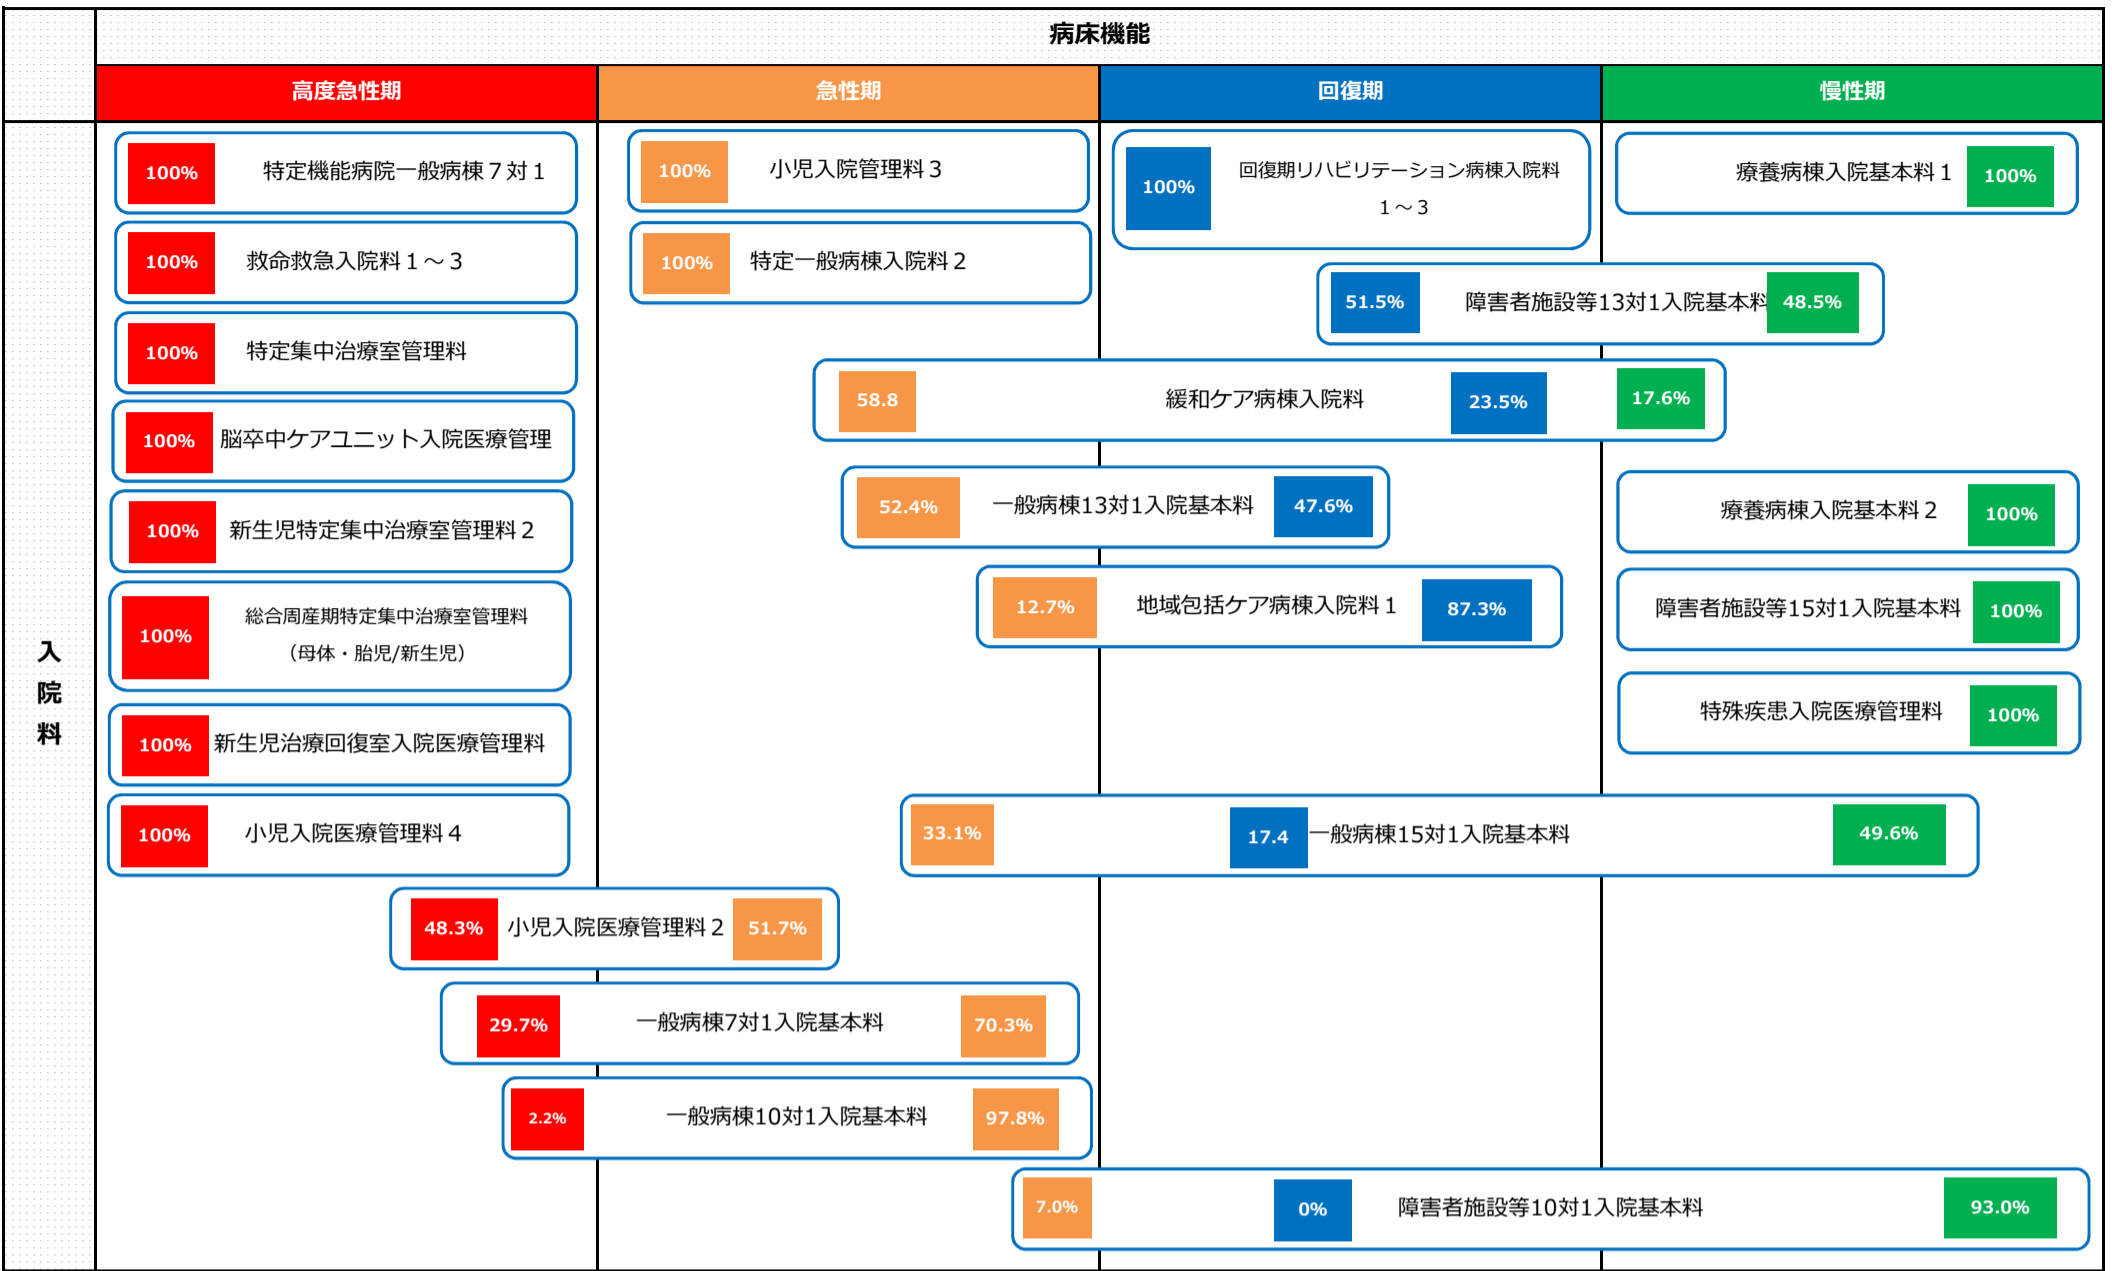 病床機能
高度急性期
急性期
回復期
慢性期
入
院
料
100%
特定機能病院一般病棟７対１
100%
救命救急入院料１～３
100%
特定集中治療室管理料
100%
脳卒中ケアユニット入院医療管理
100%
新生児特定集中治療室管理料２
100%
総合周産期特定集中治療室管理料
（母体・胎児/新生児）
100%
新生児治療回復室入院医療管理料
100%
小児入院医療管理料４
100%
小児入院管理料３
100%
特定一般病棟入院料２
100%
回復期リハビリテーション病棟入院料
１～３
療養病棟入院基本料１
100%
51.5%
障害者施設等13対1入院基本料
48.5%
58.8
緩和ケア病棟入院料
23.5%
17.6%
52.4%
一般病棟13対1入院基本料
47.6%
療養病棟入院基本料２
100%
12.7%
地域包括ケア病棟入院料１
87.3%
障害者施設等15対1入院基本料
100%
特殊疾患入院医療管理料
100%
33.1%
17.4
一般病棟15対1入院基本料
49.6%
48.3%
小児入院医療管理料２
51.7%
29.7%
一般病棟7対1入院基本料
70.3%
2.2%
一般病棟10対1入院基本料
97.8%
7.0%
0%
障害者施設等10対1入院基本料
93.0%